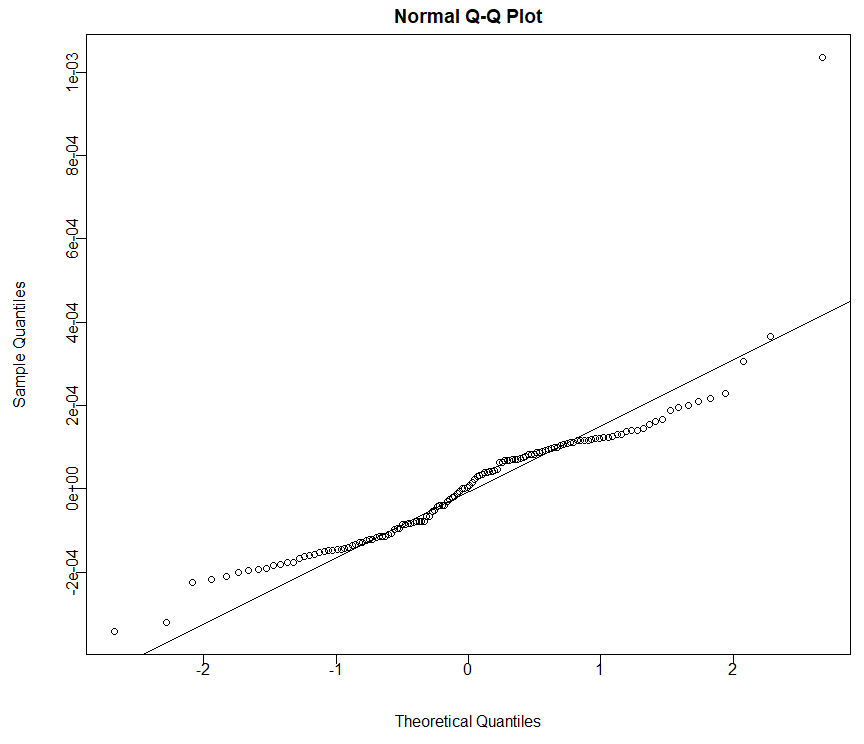 Normal Q-Q Plot
1e-03
8e-04
6e-04
4e-04
2e-04
0e+00
-2e-04
Sample Quantiles
-2 -1 0 1 2
Theoretical Quantiles